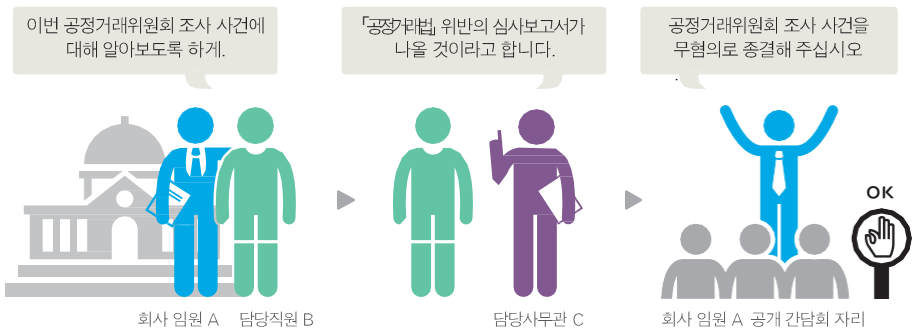 이번 공정거래위원회 조사 사건에
대해 알아보도록 하게.
「공정거래법」 위반의 심사보고서가
나올 것이라고 합니다.
공정거래위원회 조사 사건을
무혐의로 종결해 주십시오
.
OK
회사 임원 A
담당직원 B
담당사무관 C
회사 임원 A 공개 간담회 자리